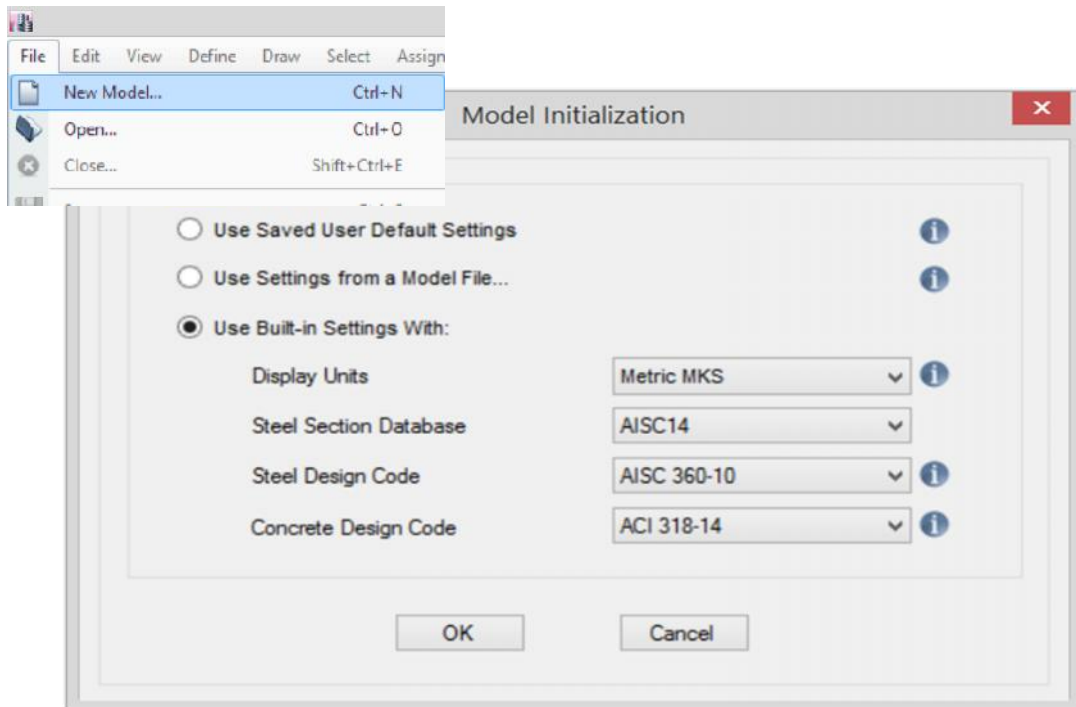 File Edit View Define Draw Select Assign
New Model... Ctrl+N
Open... Ctrl+O
Close... Shift+Ctrl+E
Model Initialization
Use Saved User Default Settings
Use Settings from a Model File...
Use Built-in Settings With:
Display Units Metric MKS
Steel Section Database AISC14
Steel Design Code AISC 360-10
Concrete Design Code ACI 318-14
OK Cancel